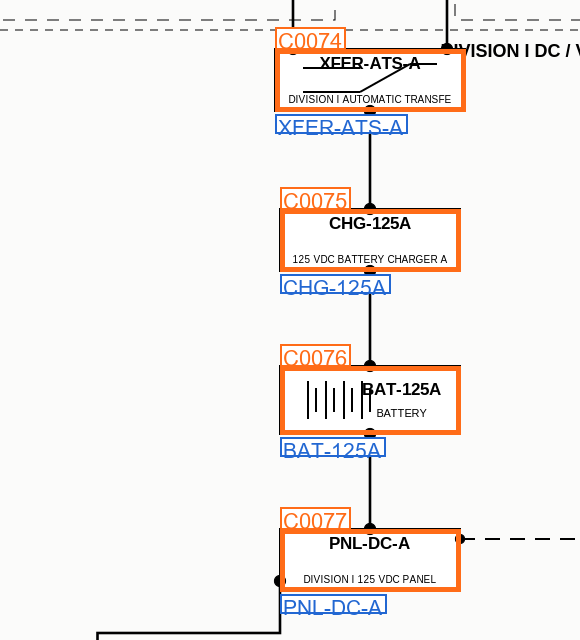 C0074
DIVISION I DC / V
XFER-ATS-A
DIVISION I AUTOMATIC TRANSFE
XFER-ATS-A
C0075
CHG-125A
125 VDC BATTERY CHARGER A
CHG-125A
C0076
BAT-125A
BATTERY
BAT-125A
C0077
PNL-DC-A
DIVISION I 125 VDC PANEL
PNL-DC-A